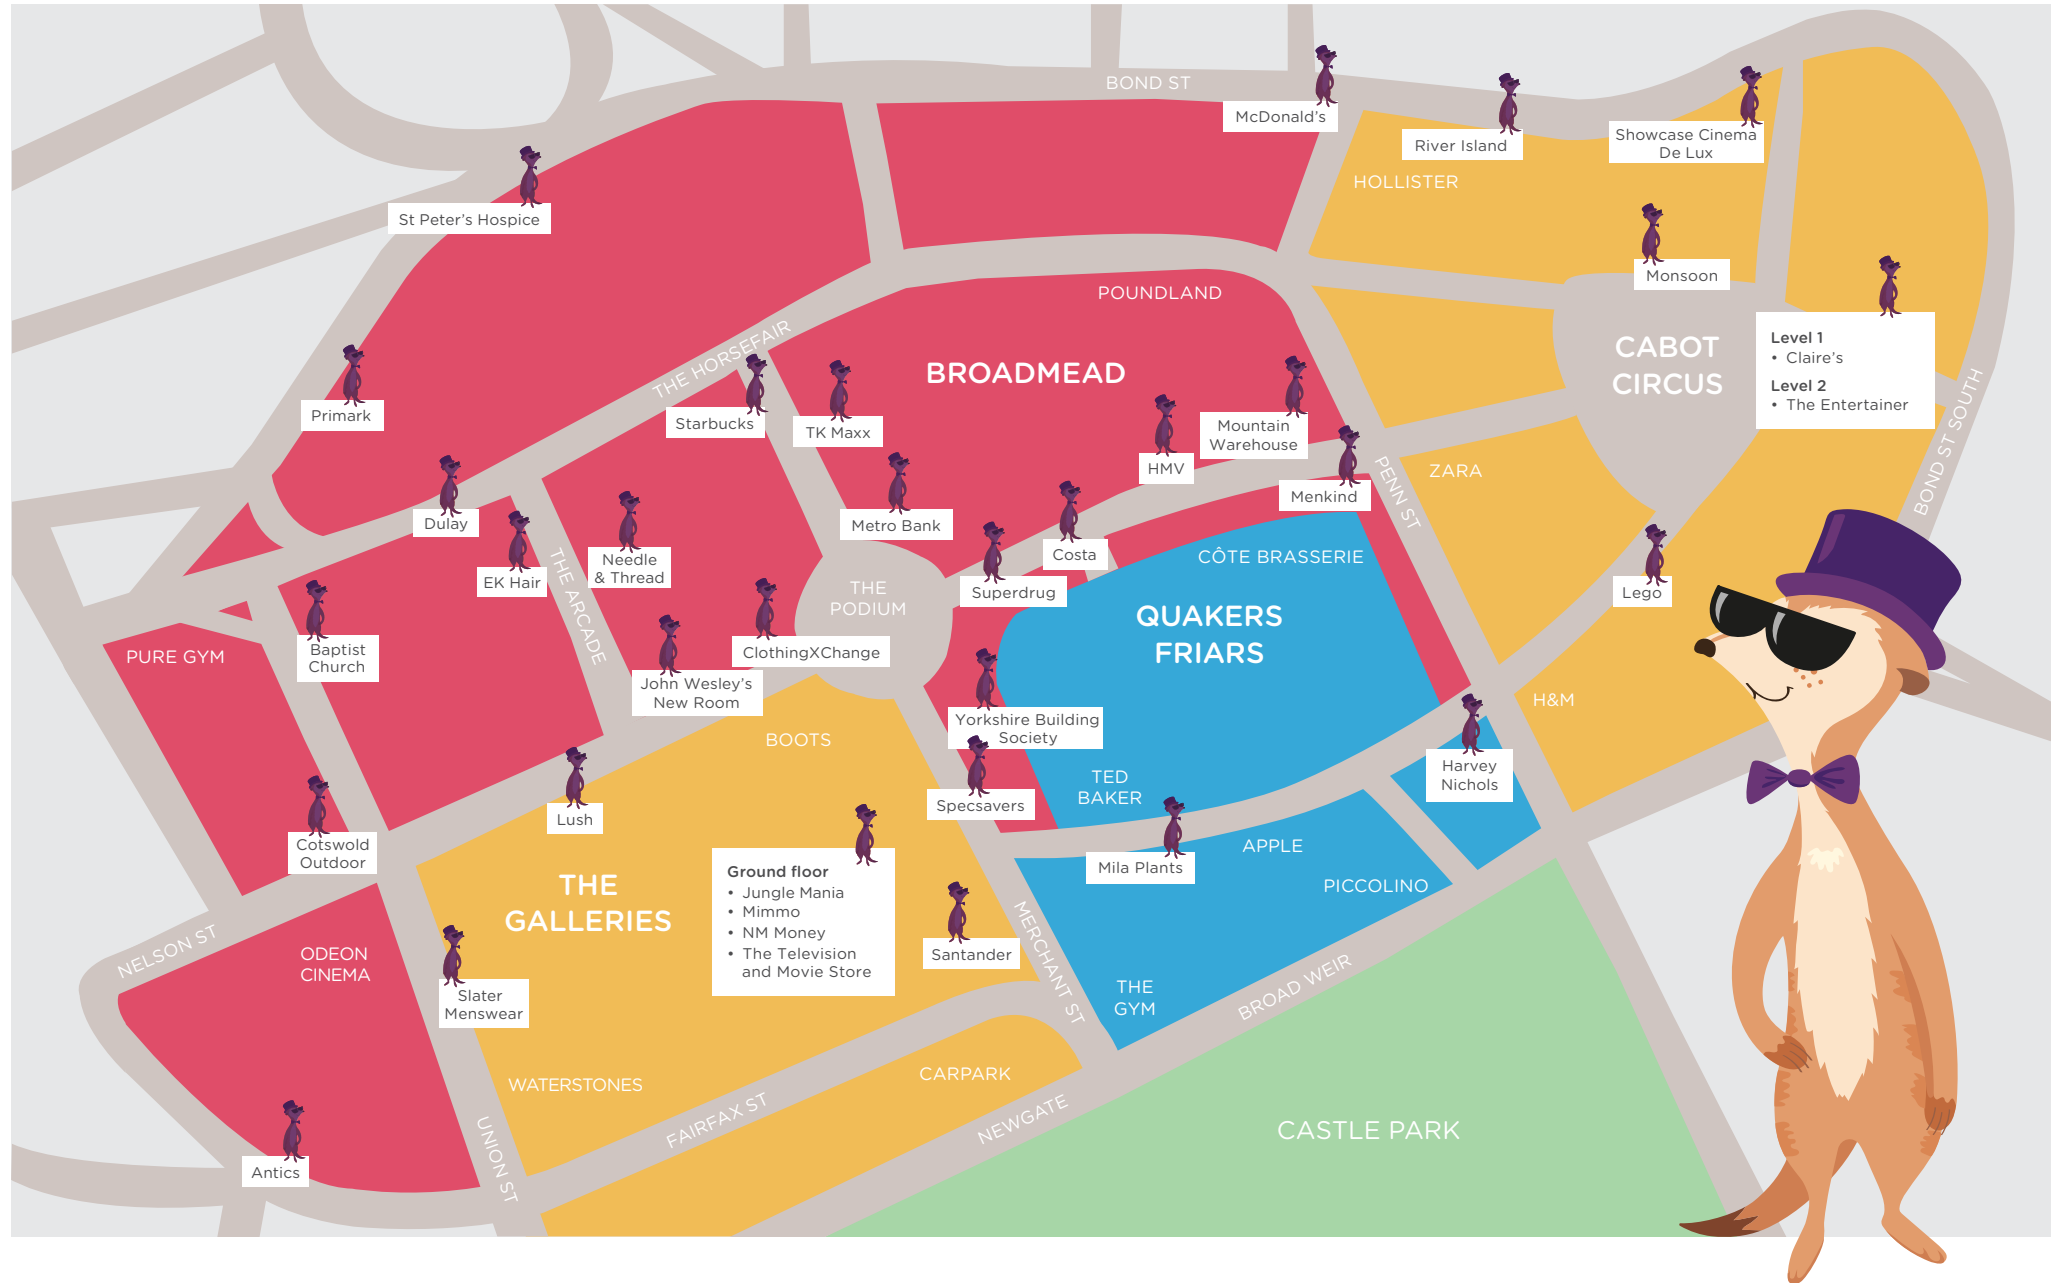 BOND ST
McDonald's
River Island
Showcase Cinema
De Lux
HOLLISTER
St Peter's Hospice
Monsoon
POUNDLAND
THE HORSEFAIR
BROADMEAD
CABOT
CIRCUS
Level 1
• Claire's
Level 2
• The Entertainer
BOND ST SOUTH
Primark
Starbucks
TK Maxx
Mountain
Warehouse
HMV
Menkind
PENN ST
ZARA
Dulay
EK Hair
THE ARCADE
Needle
& Thread
Metro Bank
Costa
Superdrug
CÔTE BRASSERIE
THE
PODIUM
QUAKERS
FRIARS
Lego
PURE GYM
Baptist
Church
John Wesley's
New Room
ClothingXChange
BOOTS
Yorkshire Building
Society
H&M
Harvey
Nichols
TED
BAKER
Specsavers
Lush
Cotswold
Outdoor
Mila Plants
APPLE
PICCOLINO
THE
GALLERIES
Ground floor
• Jungle Mania
• Mimmo
• NM Money
• The Television
and Movie Store
Santander
MERCHANT ST
NELSON ST
ODEON
CINEMA
Slater
Menswear
THE
GYM
BROAD WEIR
WATERSTONES
CARPARK
FAIRFAX ST
NEWGATE
UNION ST
CASTLE PARK
Antics